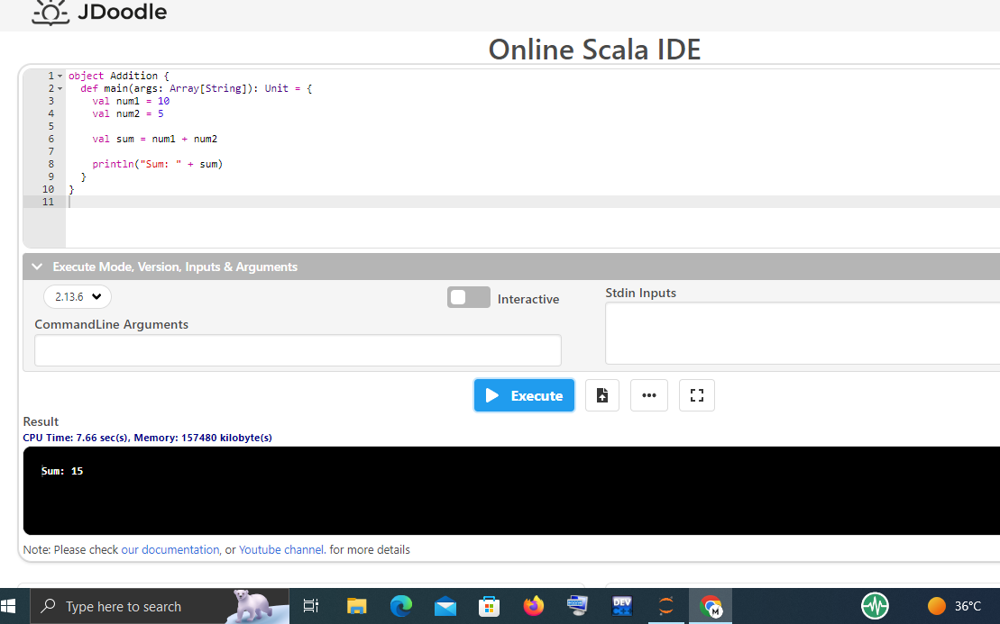 JDoodle
Online Scala IDE
1 object Addition {
2 def main(args: Array[String]): Unit = {
3 val num1 = 10
4 val num2 = 5
5
6 val sum = num1 + num2
7
8 println("Sum: " + sum)
9 }
10 }
11
Execute Mode, Version, Inputs & Arguments
2.13.6
Interactive
Stdin Inputs
CommandLine Arguments
Execute
Result
CPU Time: 7.66 sec(s), Memory: 157480 kilobyte(s)
Sum: 15
Note: Please check our documentation, or Youtube channel. for more details
Type here to search
DEV
C++
M
36°C